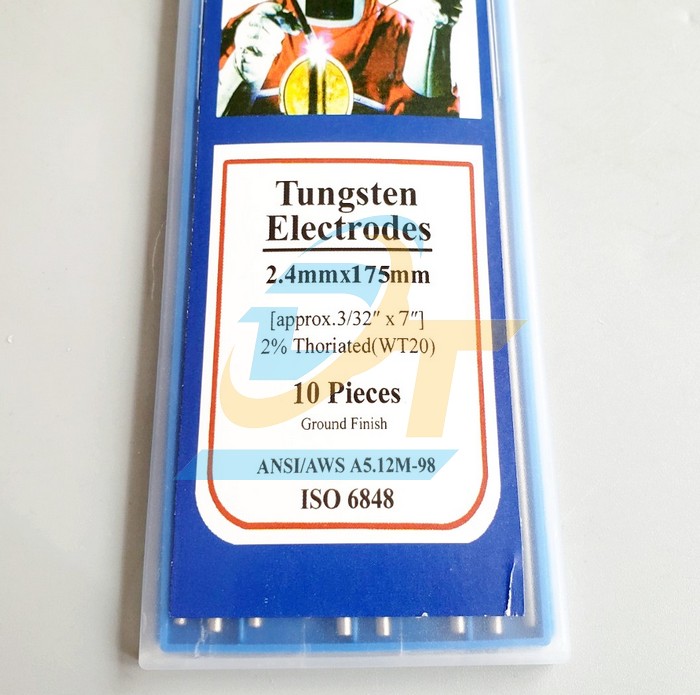 Tungsten
Electrodes
2.4mmx175mm
[approx.3/32" x 7"]
2% Thoriated(WT20)
10 Pieces
Ground Finish
ANSI/AWS A5.12M-98
ISO 6848
DT